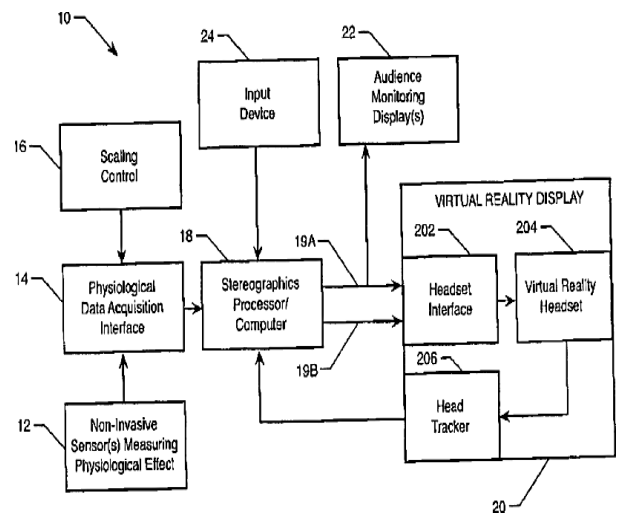 10
24
22
Input
Device
Audience
Monitoring
Display(s)
16
Scaling
Control
VIRTUAL REALITY DISPLAY
18
19A
202
204
14
Physiological
Data Acquisition
Interface
Stereographics
Processor/
Computer
Headset
Interface
Virtual Reality
Headset
19B
206
12
Non-Invasive
Sensor(s) Measuring
Physiological Effect
Head
Tracker
20